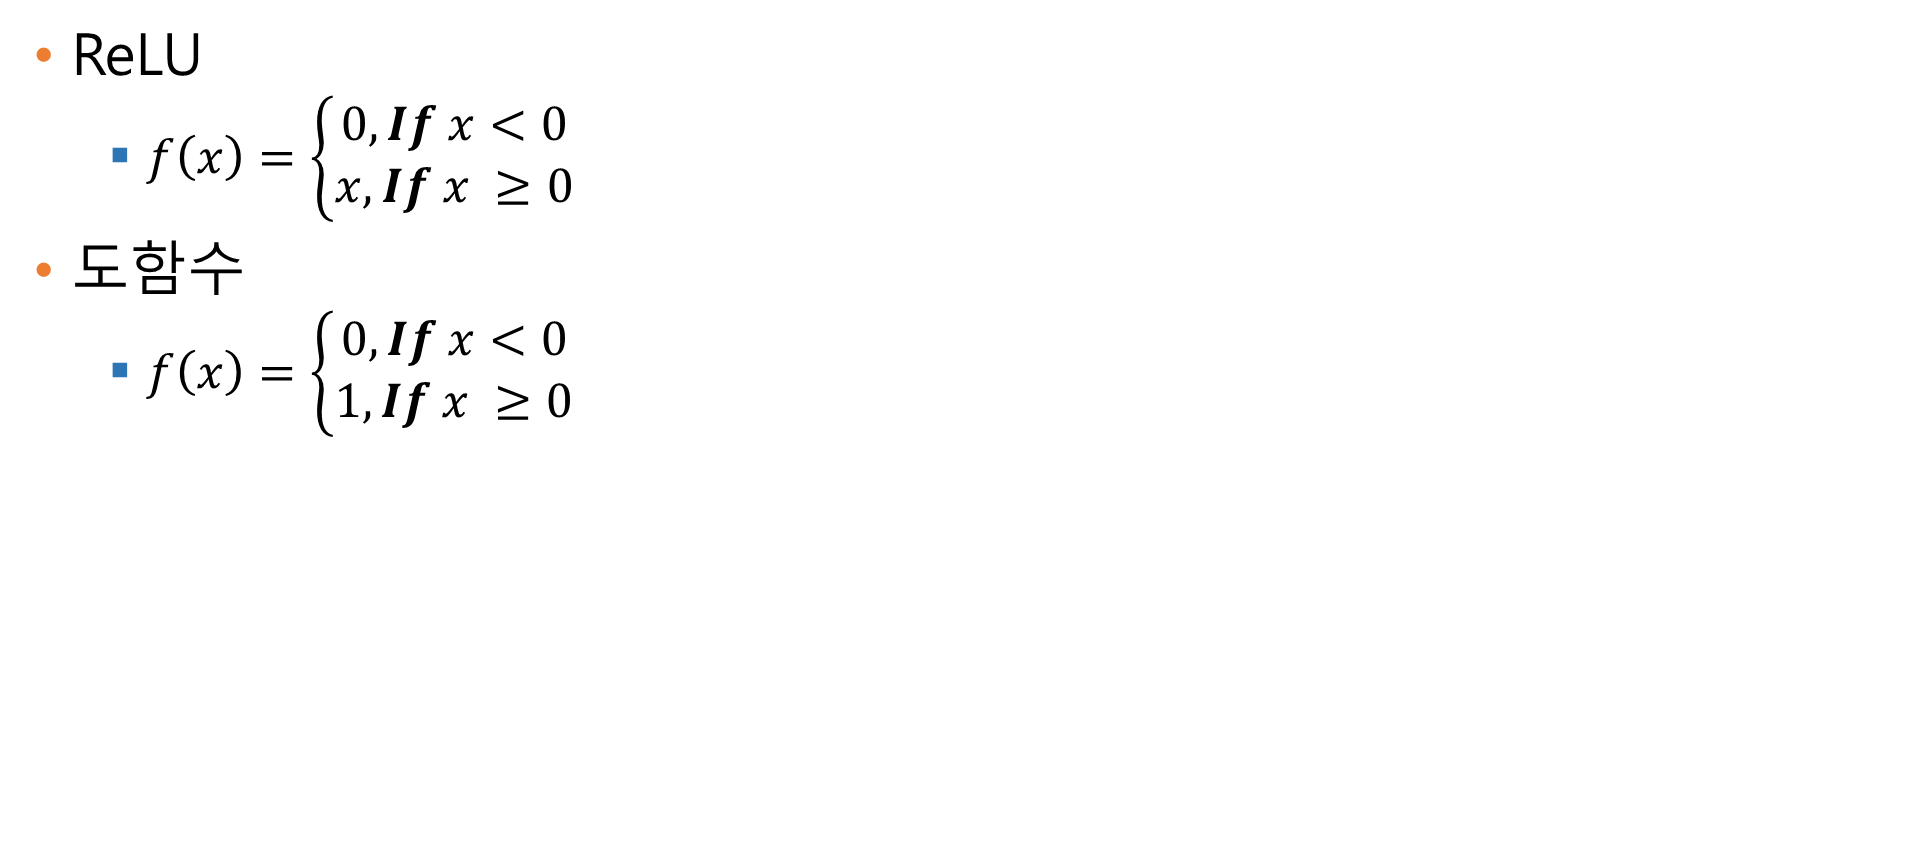 • ReLU
▪ f(x) = { 0, If x < 0
x, If x ≥ 0
• 도함수
▪ f(x) = { 0, If x < 0
1, If x ≥ 0